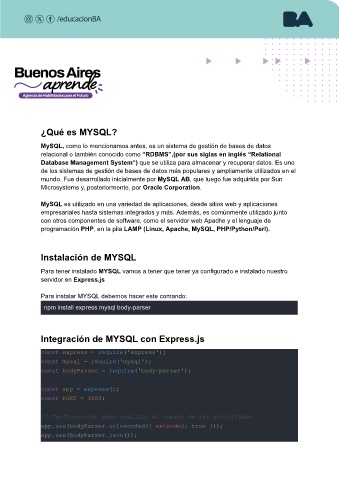 /educacionBA
BA
Buenos Aires
aprende
Agencia de Habilidades para el Futuro
¿Qué es MYSQL?
MySQL, como lo mencionamos antes, es un sistema de gestión de bases de datos
relacional o también conocido como “RDBMS”,(por sus siglas en inglés “Relational
Database Management System”) que se utiliza para almacenar y recuperar datos. Es uno
de los sistemas de gestión de bases de datos más populares y ampliamente utilizados en el
mundo. Fue desarrollado inicialmente por MySQL AB, que luego fue adquirida por Sun
Microsystems y, posteriormente, por Oracle Corporation.
MySQL es utilizado en una variedad de aplicaciones, desde sitios web y aplicaciones
empresariales hasta sistemas integrados y más. Además, es comúnmente utilizado junto
con otros componentes de software, como el servidor web Apache y el lenguaje de
programación PHP, en la pila LAMP (Linux, Apache, MySQL, PHP/Python/Perl).
Instalación de MYSQL
Para tener instalado MYSQL vamos a tener que tener ya configurado e instalado nuestro
servidor en Express.js
Para instalar MYSQL debemos hacer este comando:
npm install express mysql body-parser
Integración de MYSQL con Express.js
const express = require('express');
const mysql = require('mysql');
const bodyParser = require('body-parser');
const app = express();
const PORT = 3000;
// Configuración para analizar el cuerpo de las solicitudes
app.use(bodyParser.urlencoded({ extended: true }));
app.use(bodyParser.json());